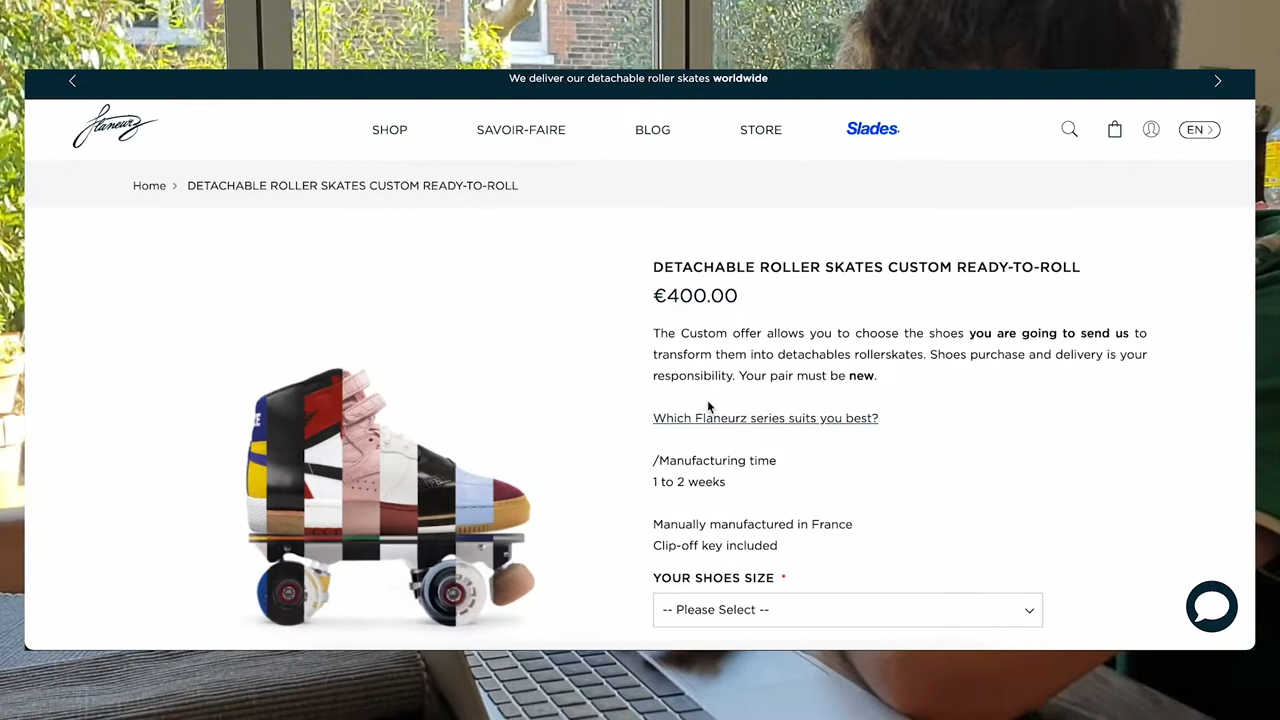 We deliver our detachable roller skates worldwide
flaneurz
SHOP
SAVOIR-FAIRE
BLOG
STORE
Slades.
EN
Home > DETACHABLE ROLLER SKATES CUSTOM READY-TO-ROLL
DETACHABLE ROLLER SKATES CUSTOM READY-TO-ROLL
€400.00
The Custom offer allows you to choose the shoes you are going to send us to
transform them into detachables rollerskates. Shoes purchase and delivery is your
responsibility. Your pair must be new.
Which Flaneurz series suits you best?
/Manufacturing time
1 to 2 weeks
Manually manufactured in France
Clip-off key included
YOUR SHOES SIZE *
-- Please Select --